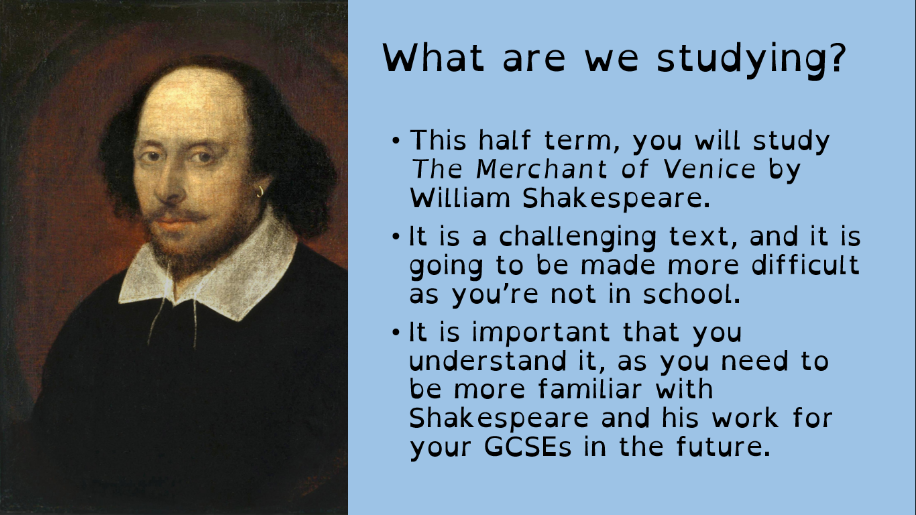 What are we studying?
• This half term, you will study
The Merchant of Venice by
William Shakespeare.
• It is a challenging text, and it is
going to be made more difficult
as you’re not in school.
• It is important that you
understand it, as you need to
be more familiar with
Shakespeare and his work for
your GCSEs in the future.